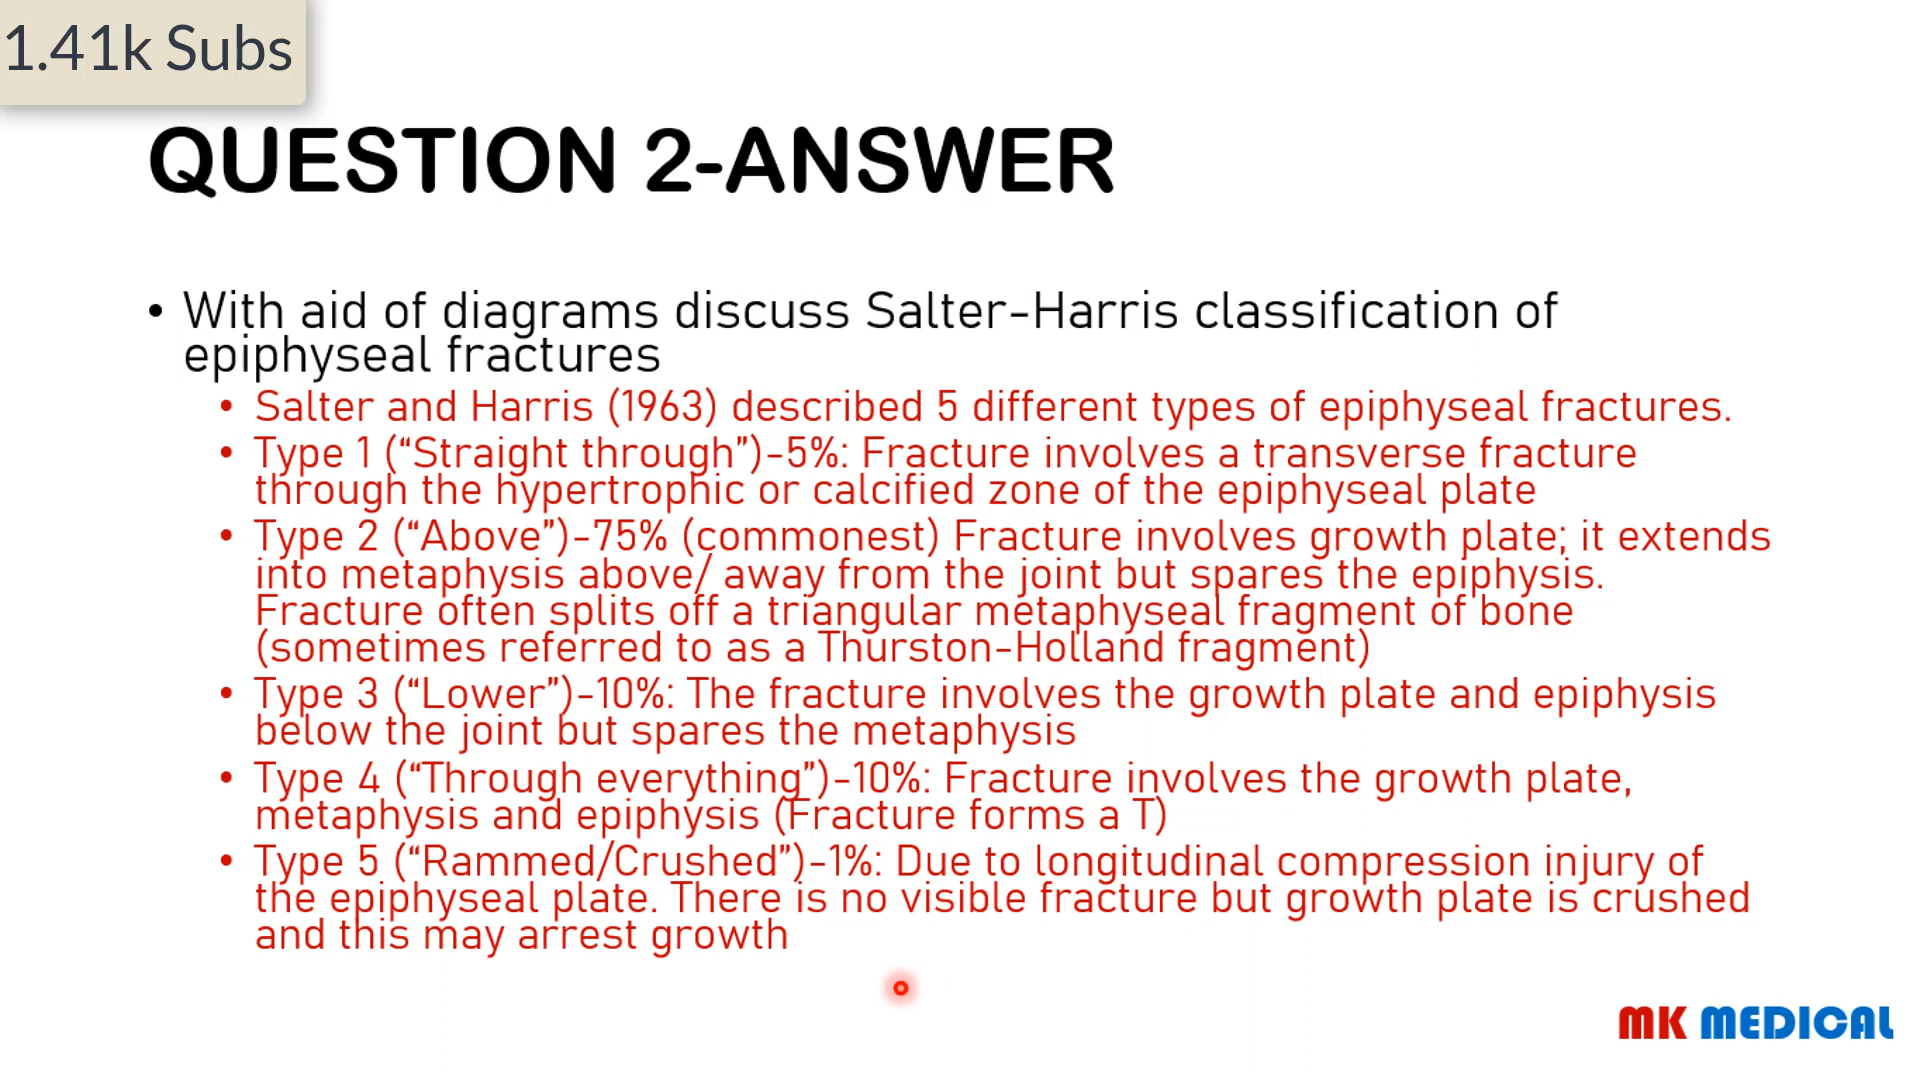 1.41k Subs
QUESTION 2-ANSWER
• With aid of diagrams discuss Salter-Harris classification of
epiphyseal fractures
• Salter and Harris (1963) described 5 different types of epiphyseal fractures.
• Type 1 (“Straight through”)-5%: Fracture involves a transverse fracture
through the hypertrophic or calcified zone of the epiphyseal plate
• Type 2 (“Above”)-75% (commonest) Fracture involves growth plate; it extends
into metaphysis above/ away from the joint but spares the epiphysis.
Fracture often splits off a triangular metaphyseal fragment of bone
(sometimes referred to as a Thurston-Holland fragment)
• Type 3 (“Lower”)-10%: The fracture involves the growth plate and epiphysis
below the joint but spares the metaphysis
• Type 4 (“Through everything”)-10%: Fracture involves the growth plate,
metaphysis and epiphysis (Fracture forms a T)
• Type 5 (“Rammed/Crushed”)-1%: Due to longitudinal compression injury of
the epiphyseal plate. There is no visible fracture but growth plate is crushed
and this may arrest growth
MK MEDICAL